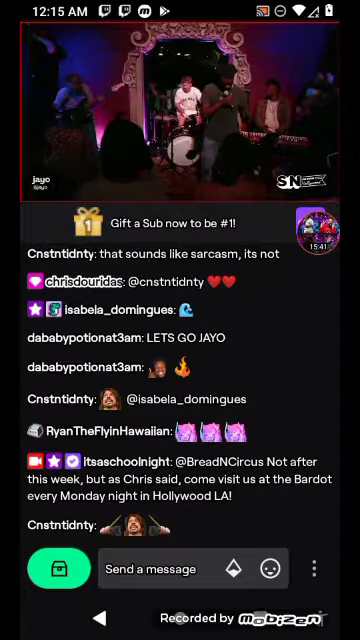 12:15 AM
jayo
@jayo
SN
Gift a Sub now to be #1!
1
15:41
Cnstntidnty: that sounds like sarcasm, its not
chrisdouridas: @cnstntidnty
isabela_domingues:
dababypotionat3am: LETS GO JAYO
dababypotionat3am:
Cnstntidnty: @isabela_domingues
RyanTheFlyinHawaiian:
itsaschoolnight: @BreadNCircus Not after
this week, but as Chris said, come visit us at the Bardot
every Monday night in Hollywood LA!
Cnstntidnty:
Send a message
Recorded by mobizen